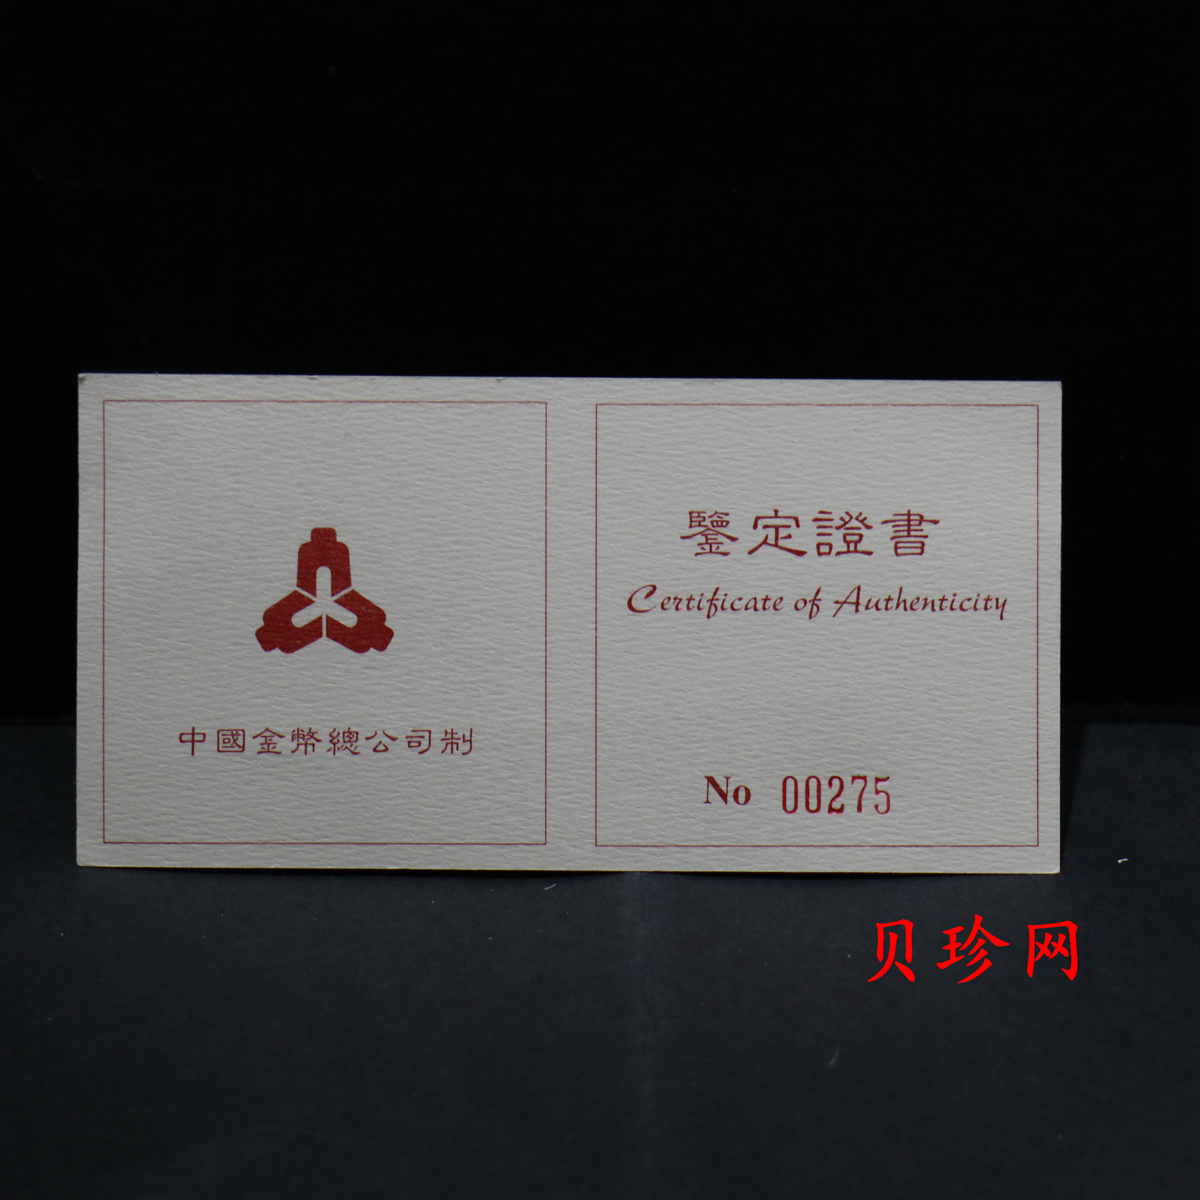 中國金幣總公司制
鑒定證書
Certificate of Authenticity
No 00275
贝珍网